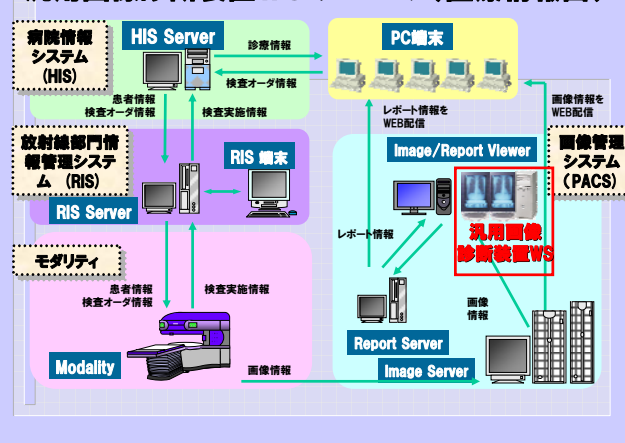 病院情報
システム
(HIS)
HIS Server
診療情報
検査オーダ情報
PC端末
患者情報
検査オーダ情報
検査実施情報
レポート情報を
WEB配信
画像情報を
WEB配信
放射線部門情
報管理システ
ム (RIS)
RIS 端末
RIS Server
Image/Report Viewer
画像管理
システム
(PACS)
汎用画像
診断装置WS
レポート情報
モダリティ
患者情報
検査オーダ情報
検査実施情報
画像
情報
Report Server
Modality
画像情報
Image Server